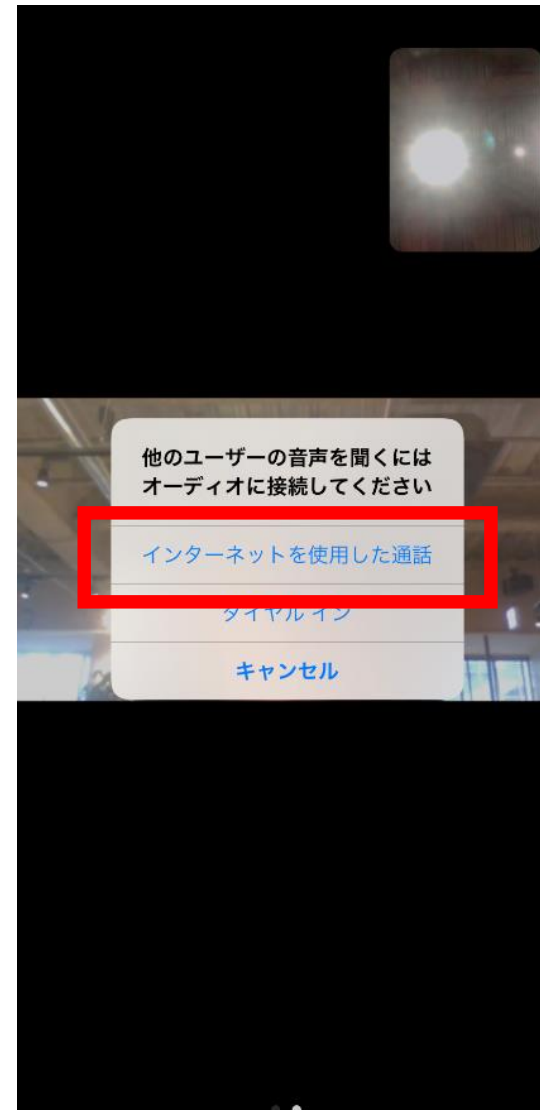 他のユーザーの音声を聞くには
オーディオに接続してください
インターネットを使用した通話
ダイヤル イン
キャンセル